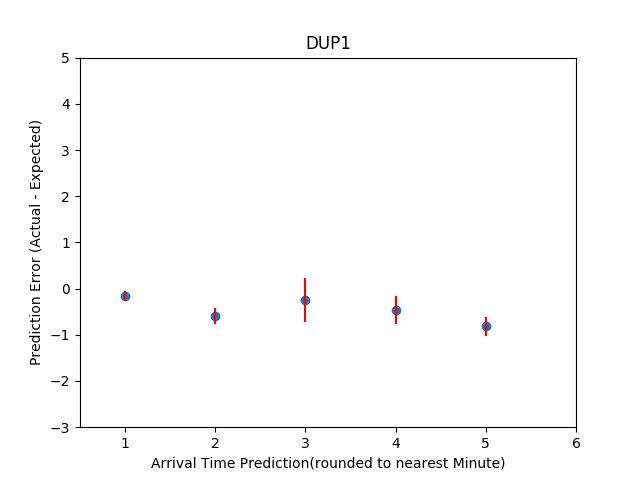 DUP1
5
4
3
2
1
0
−1
−2
−3
Prediction Error (Actual - Expected)
1 2 3 4 5 6
Arrival Time Prediction(rounded to nearest Minute)